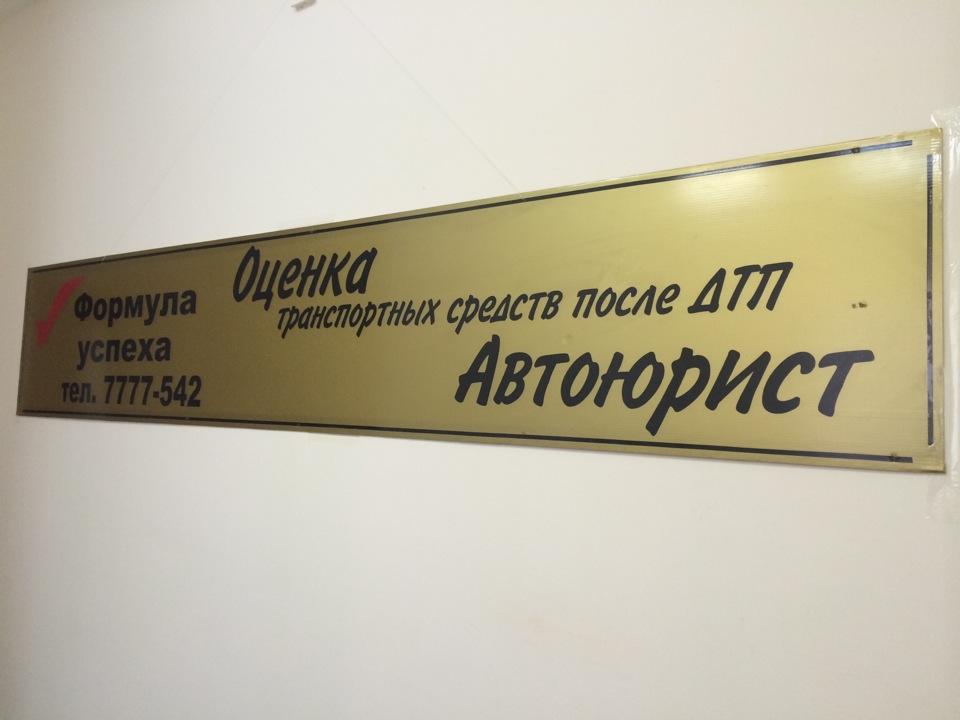 Формула
успеха
тел. 7777-542
Оценка
транспортных средств после ДТП
Автоюрист